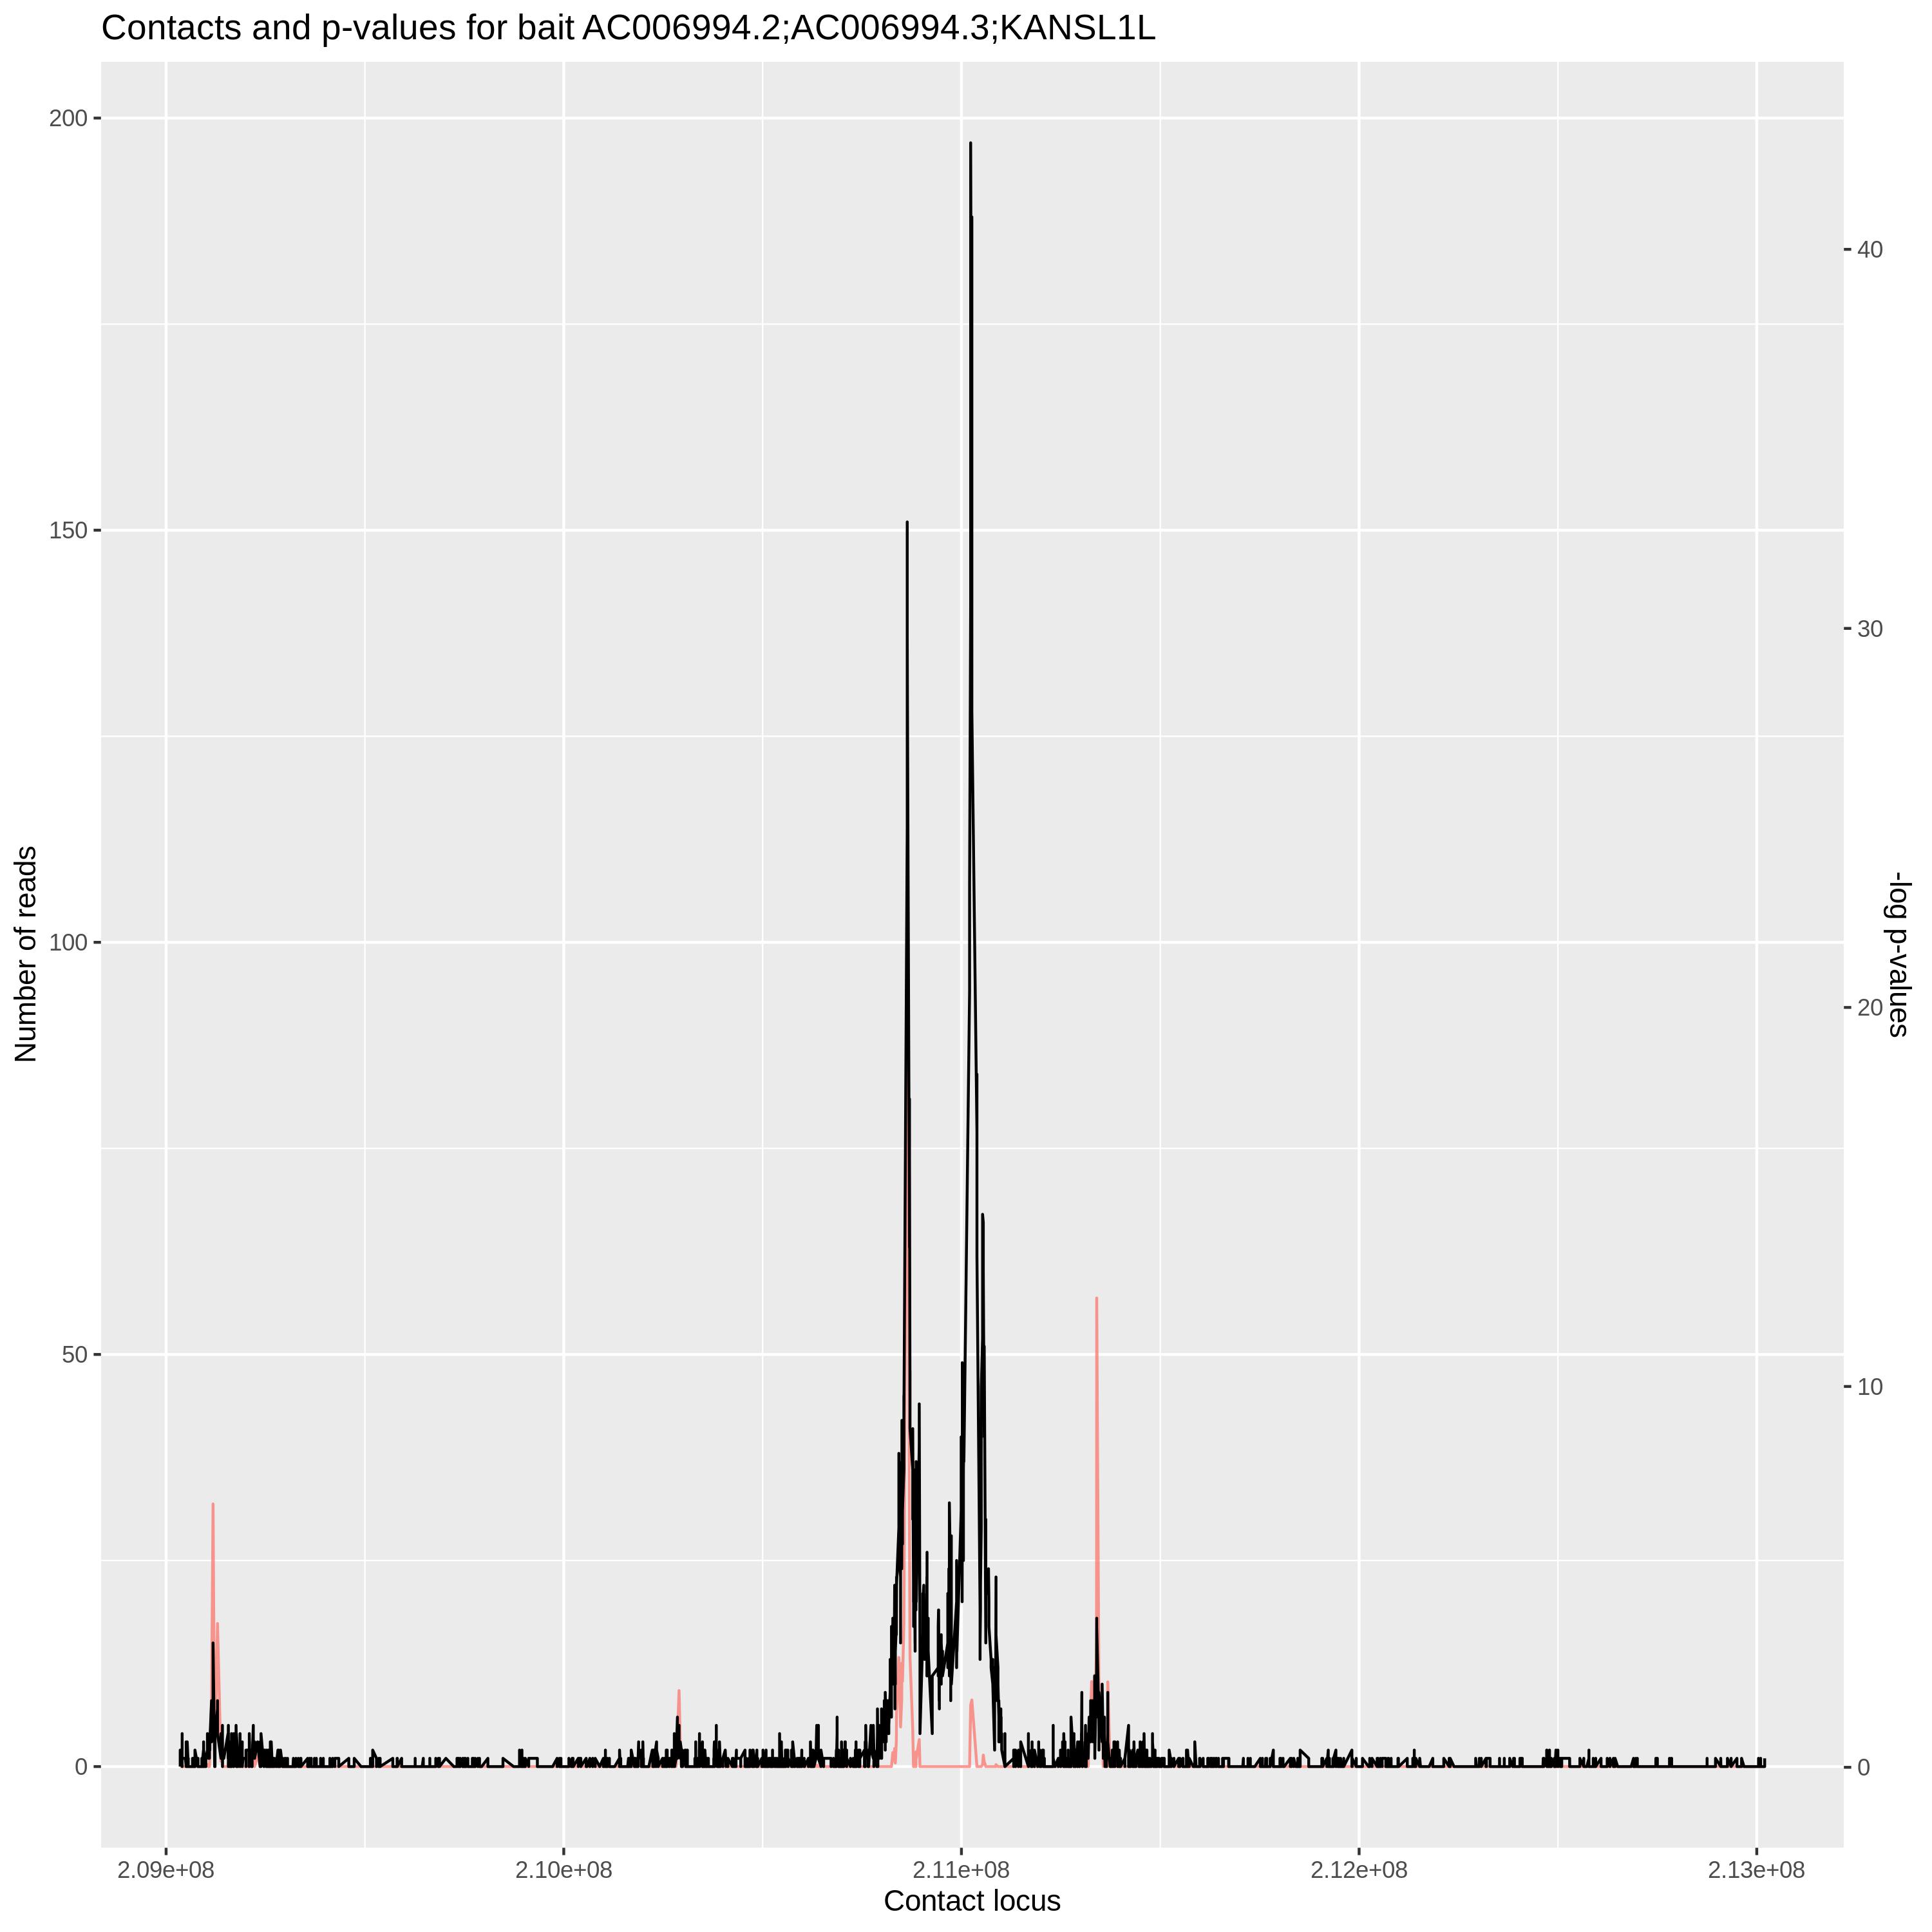 Contacts and p-values for bait AC006994.2;AC006994.3;KANSL1L
200
150
100
50
0
Number of reads
40
30
20
10
0
-log p-values
2.09e+08
2.10e+08
2.11e+08
2.12e+08
2.13e+08
Contact locus